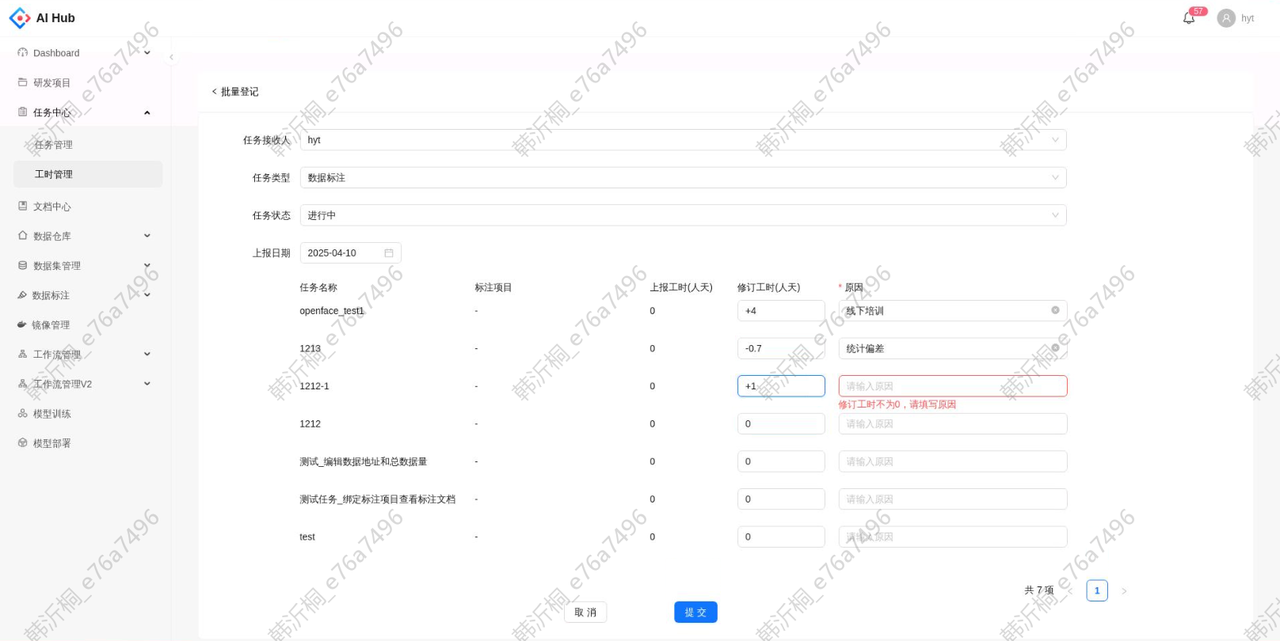 AI Hub
57
hyt
Dashboard
研发项目
任务中心
任务管理
工时管理
文档中心
数据仓库
数据集管理
数据标注
镜像管理
工作流管理
工作流管理V2
模型训练
模型部署
< 批量登记
任务接收人 hyt
任务类型 数据标注
任务状态 进行中
上报日期 2025-04-10
任务名称 标注项目 上报工时(人天) 修订工时(人天) * 原因
openface_test1 - 0 +4 线下培训
1213 - 0 -0.7 统计偏差
1212-1 - 0 +1 请输入原因
修订工时不为0，请填写原因
1212 - 0 0 请输入原因
测试_编辑数据地址和总数据量 - 0 0 请输入原因
测试任务_绑定标注项目查看标注文档 - 0 0 请输入原因
test - 0 0 请输入原因
共 7 项 < 1 >
取 消 提 交
韩沂桐_e76a7496